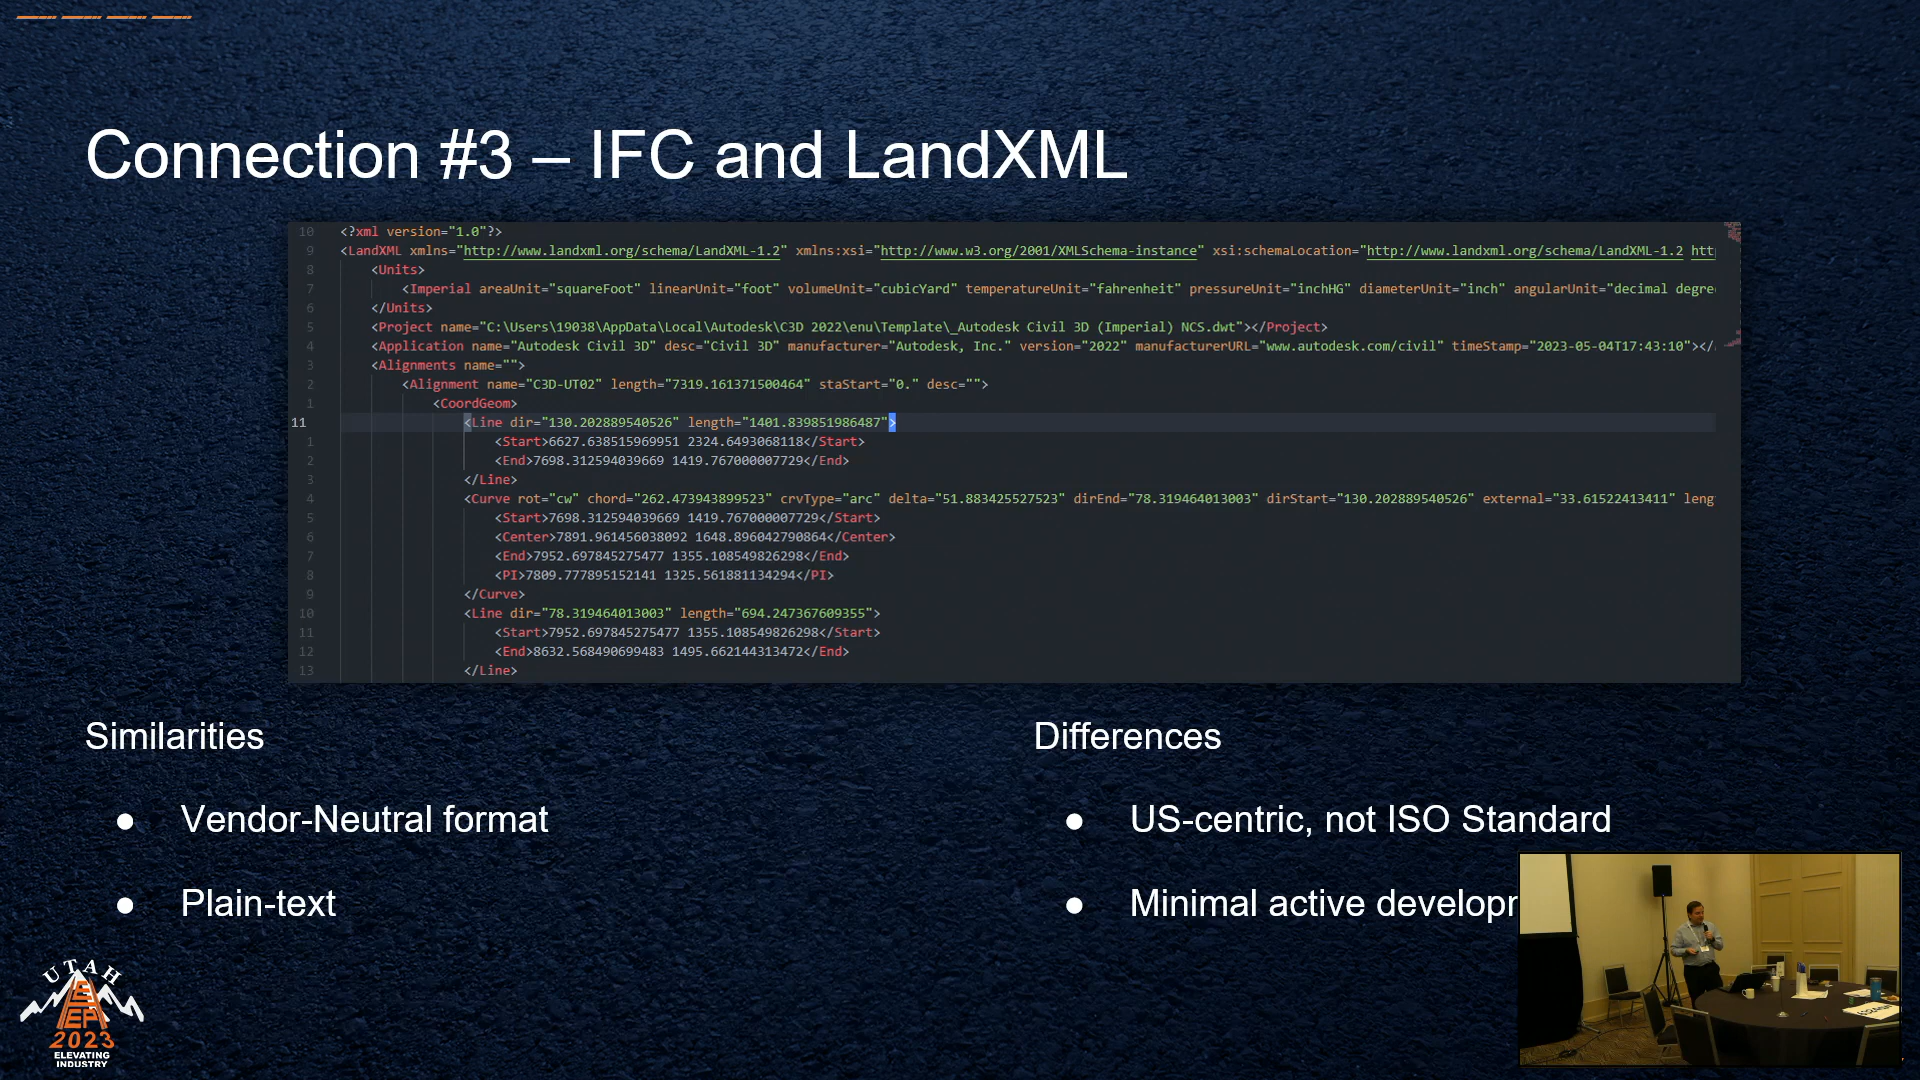 Connection #3 – IFC and LandXML
10 <?xml version="1.0"?>
9 <LandXML xmlns="http://www.landxml.org/schema/LandXML-1.2" xmlns:xsi="http://www.w3.org/2001/XMLSchema-instance" xsi:schemaLocation="http://www.landxml.org/schema/LandXML-1.2 htt
8 <Units>
7 <Imperial areaUnit="squareFoot" linearUnit="foot" volumeUnit="cubicYard" temperatureUnit="fahrenheit" pressureUnit="inchHG" diameterUnit="inch" angularUnit="decimal degre
6 </Units>
5 <Project name="C:\Users\19038\AppData\Local\Autodesk\C3D 2022\enu\Template\_Autodesk Civil 3D (Imperial) NCS.dwt"></Project>
4 <Application name="Autodesk Civil 3D" desc="Civil 3D" manufacturer="Autodesk, Inc." version="2022" manufacturerURL="www.autodesk.com/civil" timeStamp="2023-05-04T17:43:10"></
3 <Alignments name="">
2 <Alignment name="C3D-UT02" length="7319.161371500464" staStart="0." desc="">
1 <CoordGeom>
11 <Line dir="130.202889540526" length="1401.839851986487">
1 <Start>6627.638515969951 2324.6493068118</Start>
2 <End>7698.312594039669 1419.767000007729</End>
3 </Line>
4 <Curve rot="cw" chord="262.473943899523" crvType="arc" delta="51.883425527523" dirEnd="78.319464013003" dirStart="130.202889540526" external="33.61522413411" leng
5 <Start>7698.312594039669 1419.767000007729</Start>
6 <Center>7891.961456038092 1648.896042790864</Center>
7 <End>7952.697845275477 1355.108549826298</End>
8 <PI>7809.777895152141 1325.561881134294</PI>
9 </Curve>
10 <Line dir="78.319464013003" length="694.247367609355">
11 <Start>7952.697845275477 1355.108549826298</Start>
12 <End>8632.568490699483 1495.662144313472</End>
13 </Line>
Similarities
● Vendor-Neutral format
● Plain-text
Differences
● US-centric, not ISO Standard
● Minimal active developr
UTAH
2023
ELEVATING
INDUSTRY